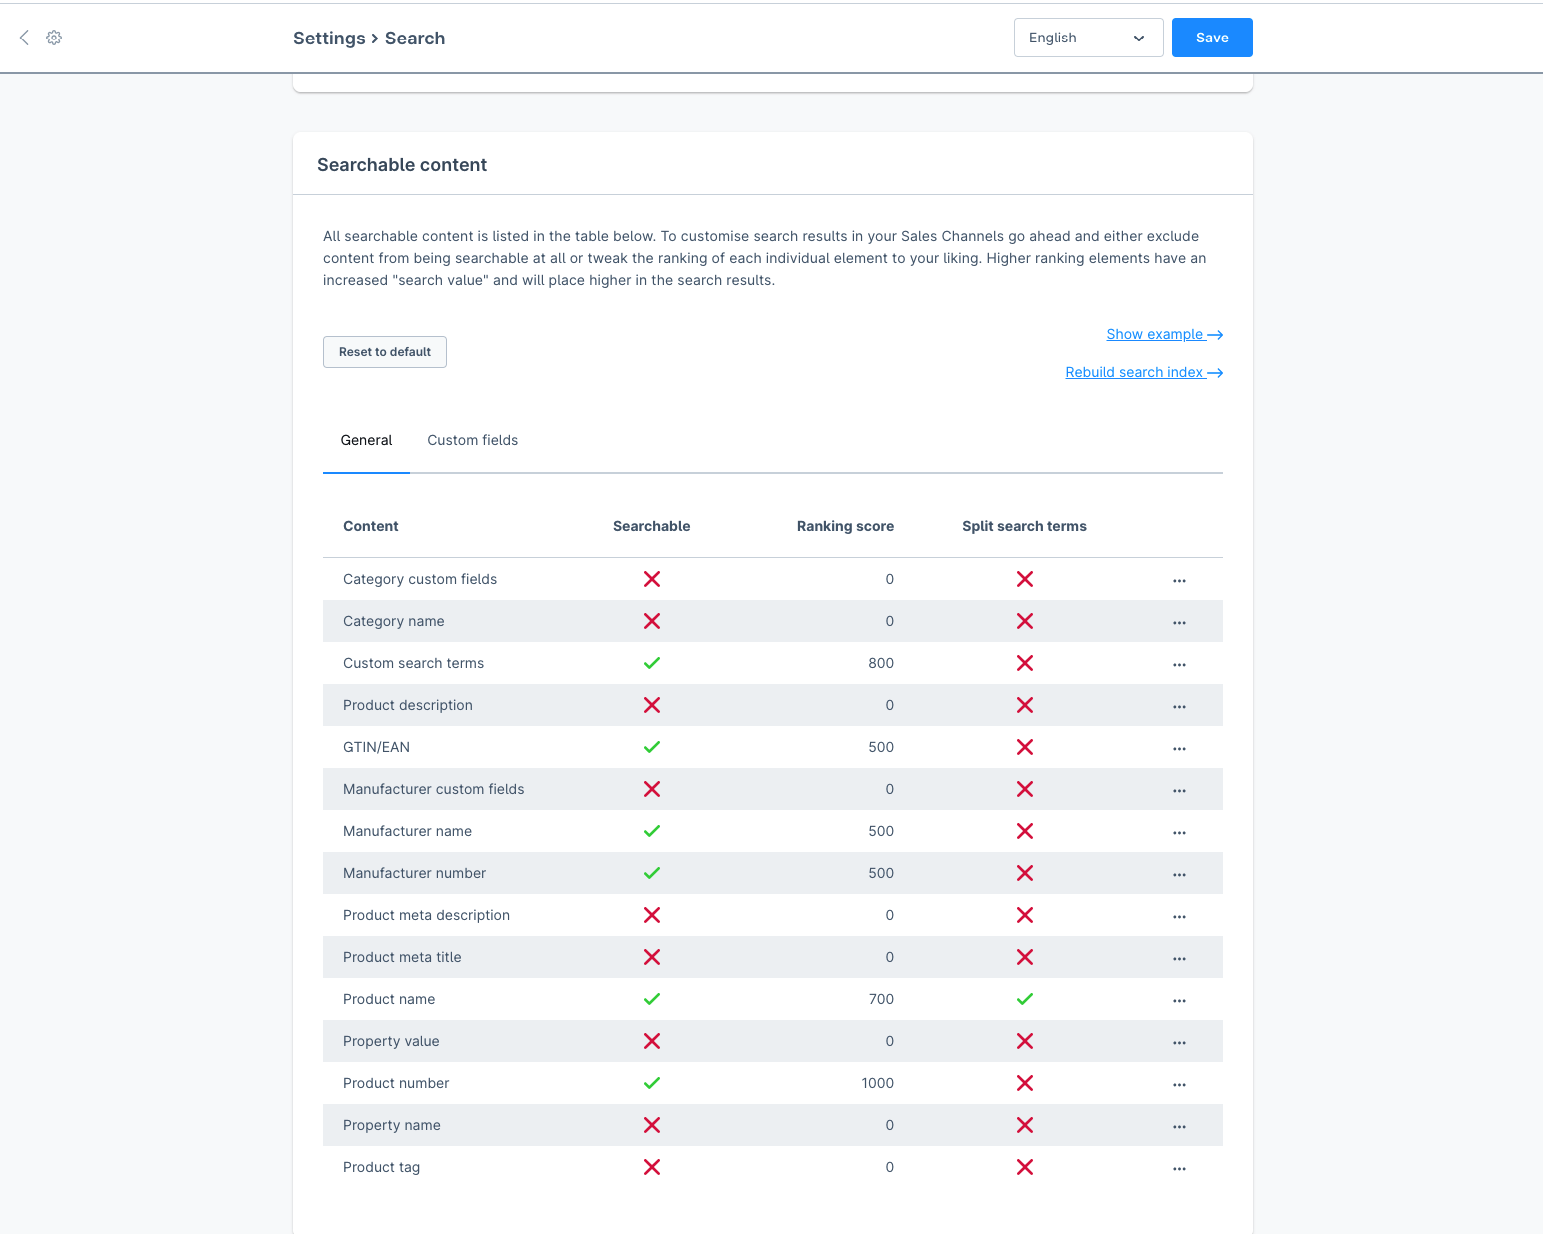 Settings > Search
English
Save
Searchable content
All searchable content is listed in the table below. To customise search results in your Sales Channels go ahead and either exclude
content from being searchable at all or tweak the ranking of each individual element to your liking. Higher ranking elements have an
increased "search value" and will place higher in the search results.
Show example →
Reset to default
Rebuild search index →
General Custom fields
Content Searchable Ranking score Split search terms
Category custom fields 0
Category name 0
Custom search terms 800
Product description 0
GTIN/EAN 500
Manufacturer custom fields 0
Manufacturer name 500
Manufacturer number 500
Product meta description 0
Product meta title 0
Product name 700
Property value 0
Product number 1000
Property name 0
Product tag 0